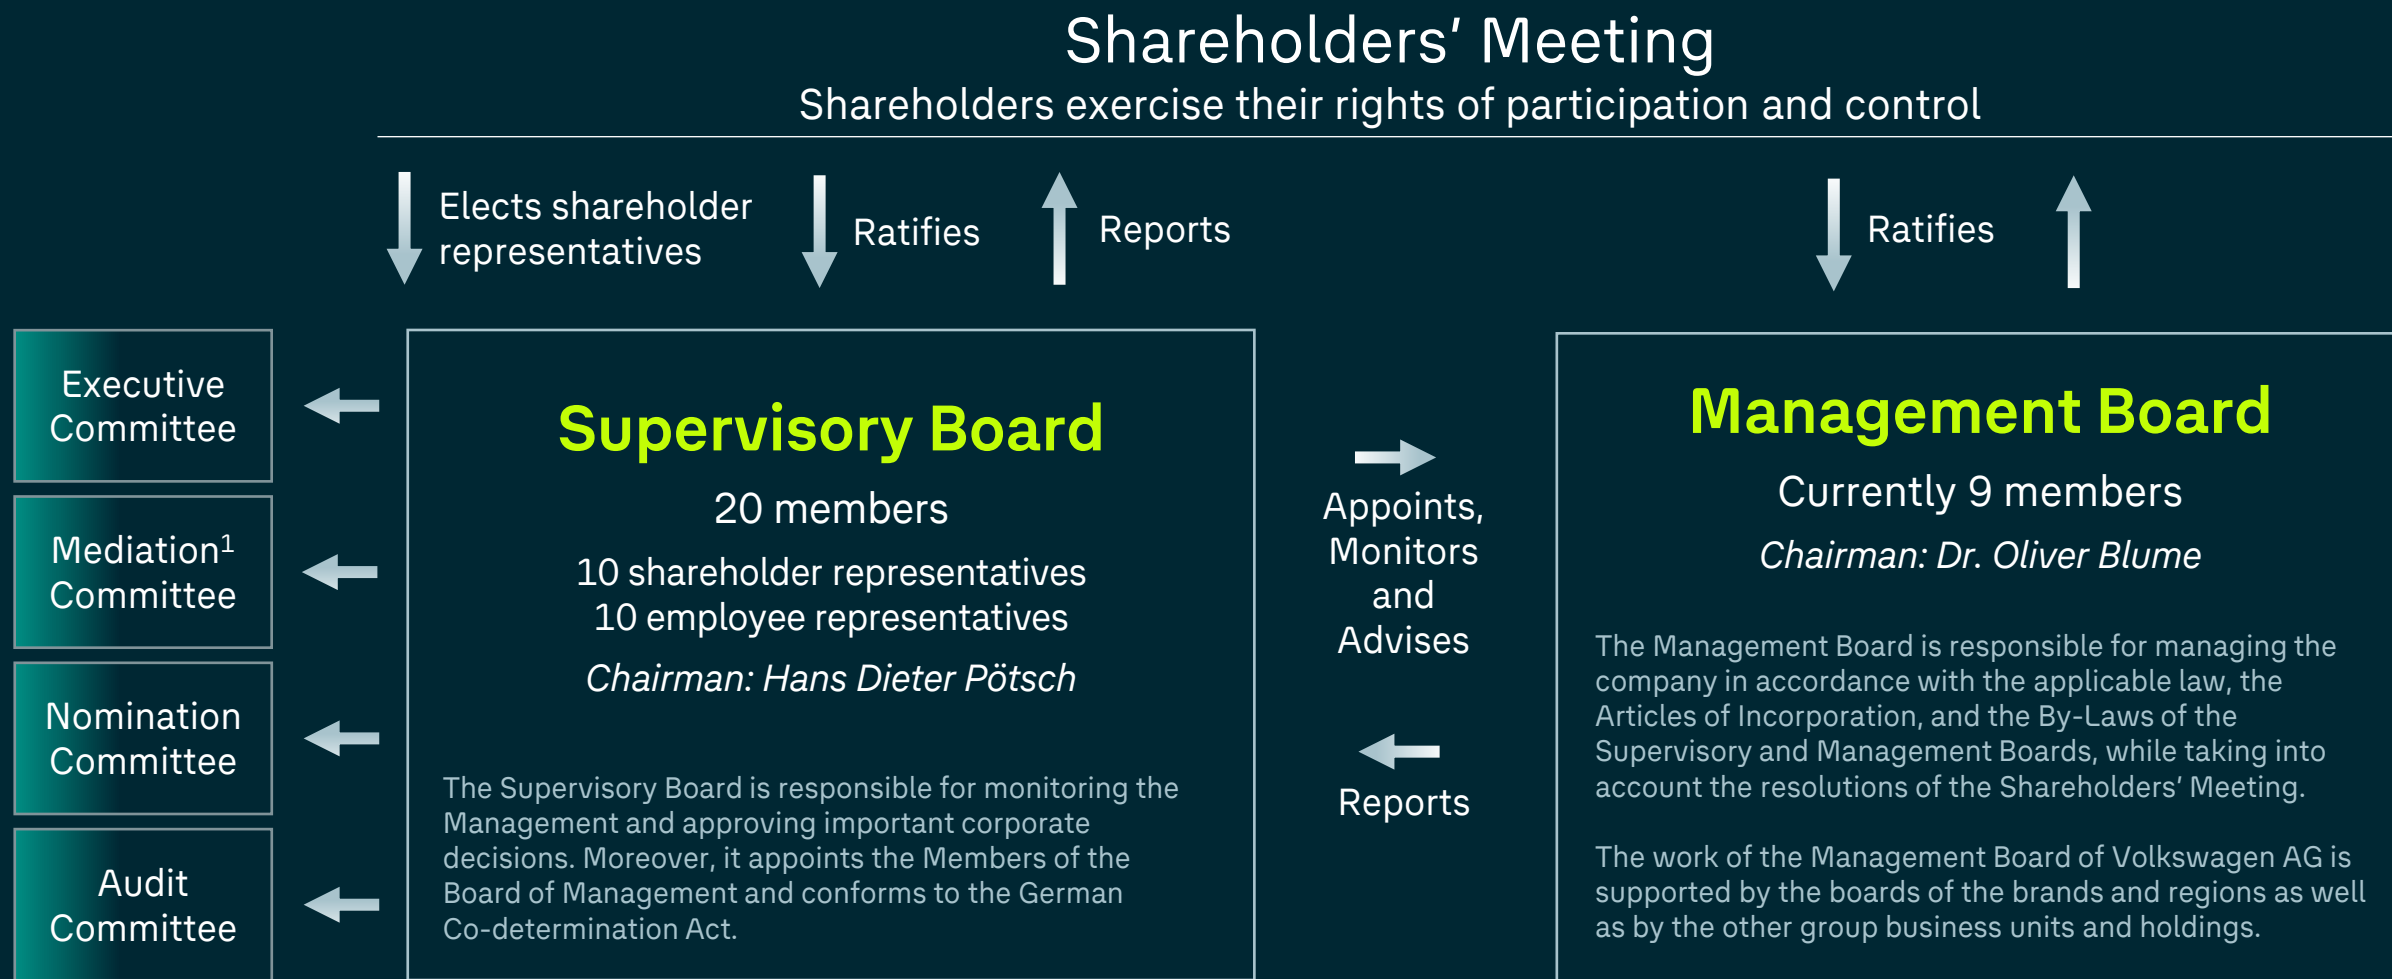 Shareholders’ Meeting
Shareholders exercise their rights of participation and control
Elects shareholder
representatives
Ratifies
Reports
Ratifies
Executive
Committee
Mediation¹
Committee
Nomination
Committee
Audit
Committee
Supervisory Board
20 members
10 shareholder representatives
10 employee representatives
Chairman: Hans Dieter Pötsch
The Supervisory Board is responsible for monitoring the
Management and approving important corporate
decisions. Moreover, it appoints the Members of the
Board of Management and conforms to the German
Co-determination Act.
Appoints,
Monitors
and
Advises
Reports
Management Board
Currently 9 members
Chairman: Dr. Oliver Blume
The Management Board is responsible for managing the
company in accordance with the applicable law, the
Articles of Incorporation, and the By-Laws of the
Supervisory and Management Boards, while taking into
account the resolutions of the Shareholders’ Meeting.
The work of the Management Board of Volkswagen AG is
supported by the boards of the brands and regions as well
as by the other group business units and holdings.